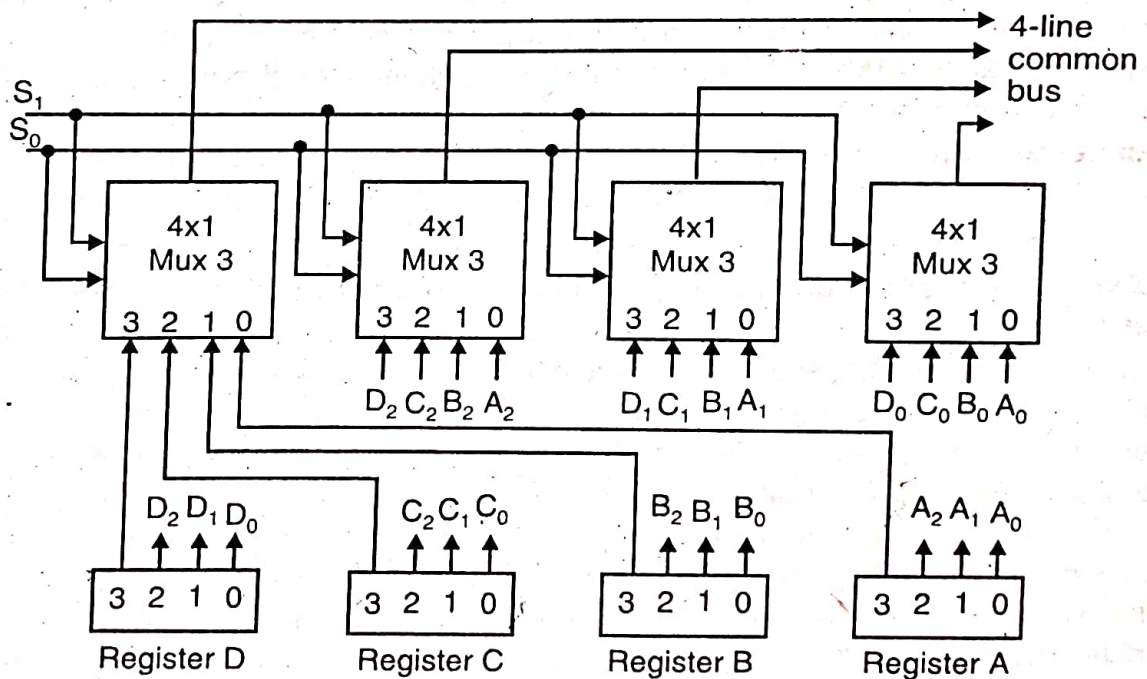 4-line
common
bus
S₁
S₀
4x1
Mux 3
3 2 1 0
4x1
Mux 3
3 2 1 0
4x1
Mux 3
3 2 1 0
4x1
Mux 3
3 2 1 0
D₂ C₂ B₂ A₂
D₁ C₁ B₁ A₁
D₀ C₀ B₀ A₀
D₂ D₁ D₀
C₂ C₁ C₀
B₂ B₁ B₀
A₂ A₁ A₀
3 2 1 0
3 2 1 0
3 2 1 0
3 2 1 0
Register D
Register C
Register B
Register A